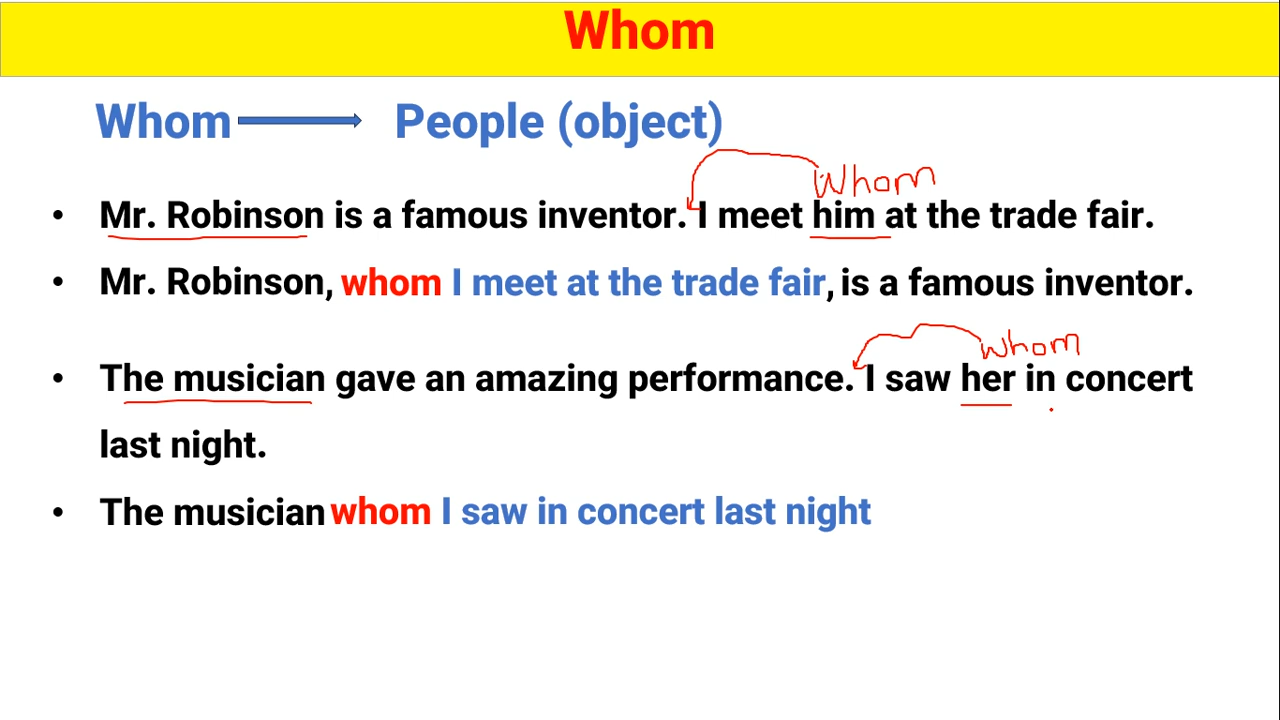 Whom
Whom People (object)
Whom
• Mr. Robinson is a famous inventor. I meet him at the trade fair.
• Mr. Robinson, whom I meet at the trade fair, is a famous inventor.
whom
• The musician gave an amazing performance. I saw her in concert
last night.
• The musician whom I saw in concert last night